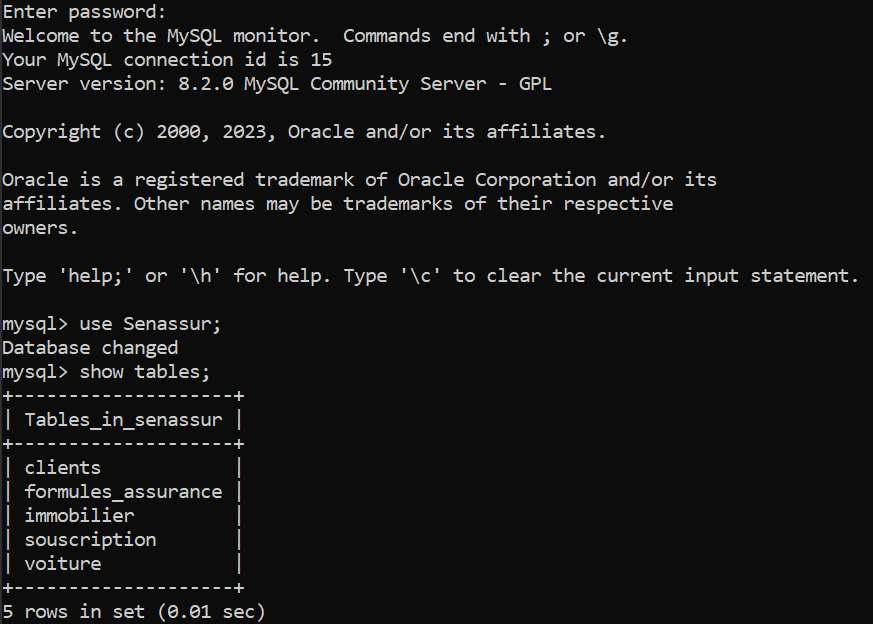 Enter password:
Welcome to the MySQL monitor.  Commands end with ; or \g.
Your MySQL connection id is 15
Server version: 8.2.0 MySQL Community Server - GPL

Copyright (c) 2000, 2023, Oracle and/or its affiliates.

Oracle is a registered trademark of Oracle Corporation and/or its
affiliates. Other names may be trademarks of their respective
owners.

Type 'help;' or '\h' for help. Type '\c' to clear the current input statement.

mysql> use Senassur;
Database changed
mysql> show tables;
+--------------------+
| Tables_in_senassur |
+--------------------+
| clients            |
| formules_assurance |
| immobilier         |
| souscription       |
| voiture            |
+--------------------+
5 rows in set (0.01 sec)